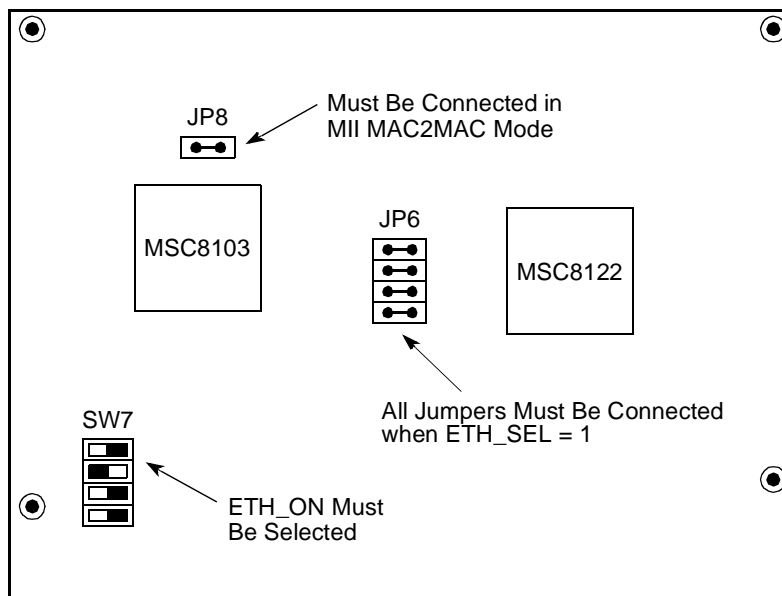 Must Be Connected in
MII MAC2MAC Mode
JP8
MSC8103
JP6
MSC8122
All Jumpers Must Be Connected
when ETH_SEL = 1
SW7
ETH_ON Must
Be Selected